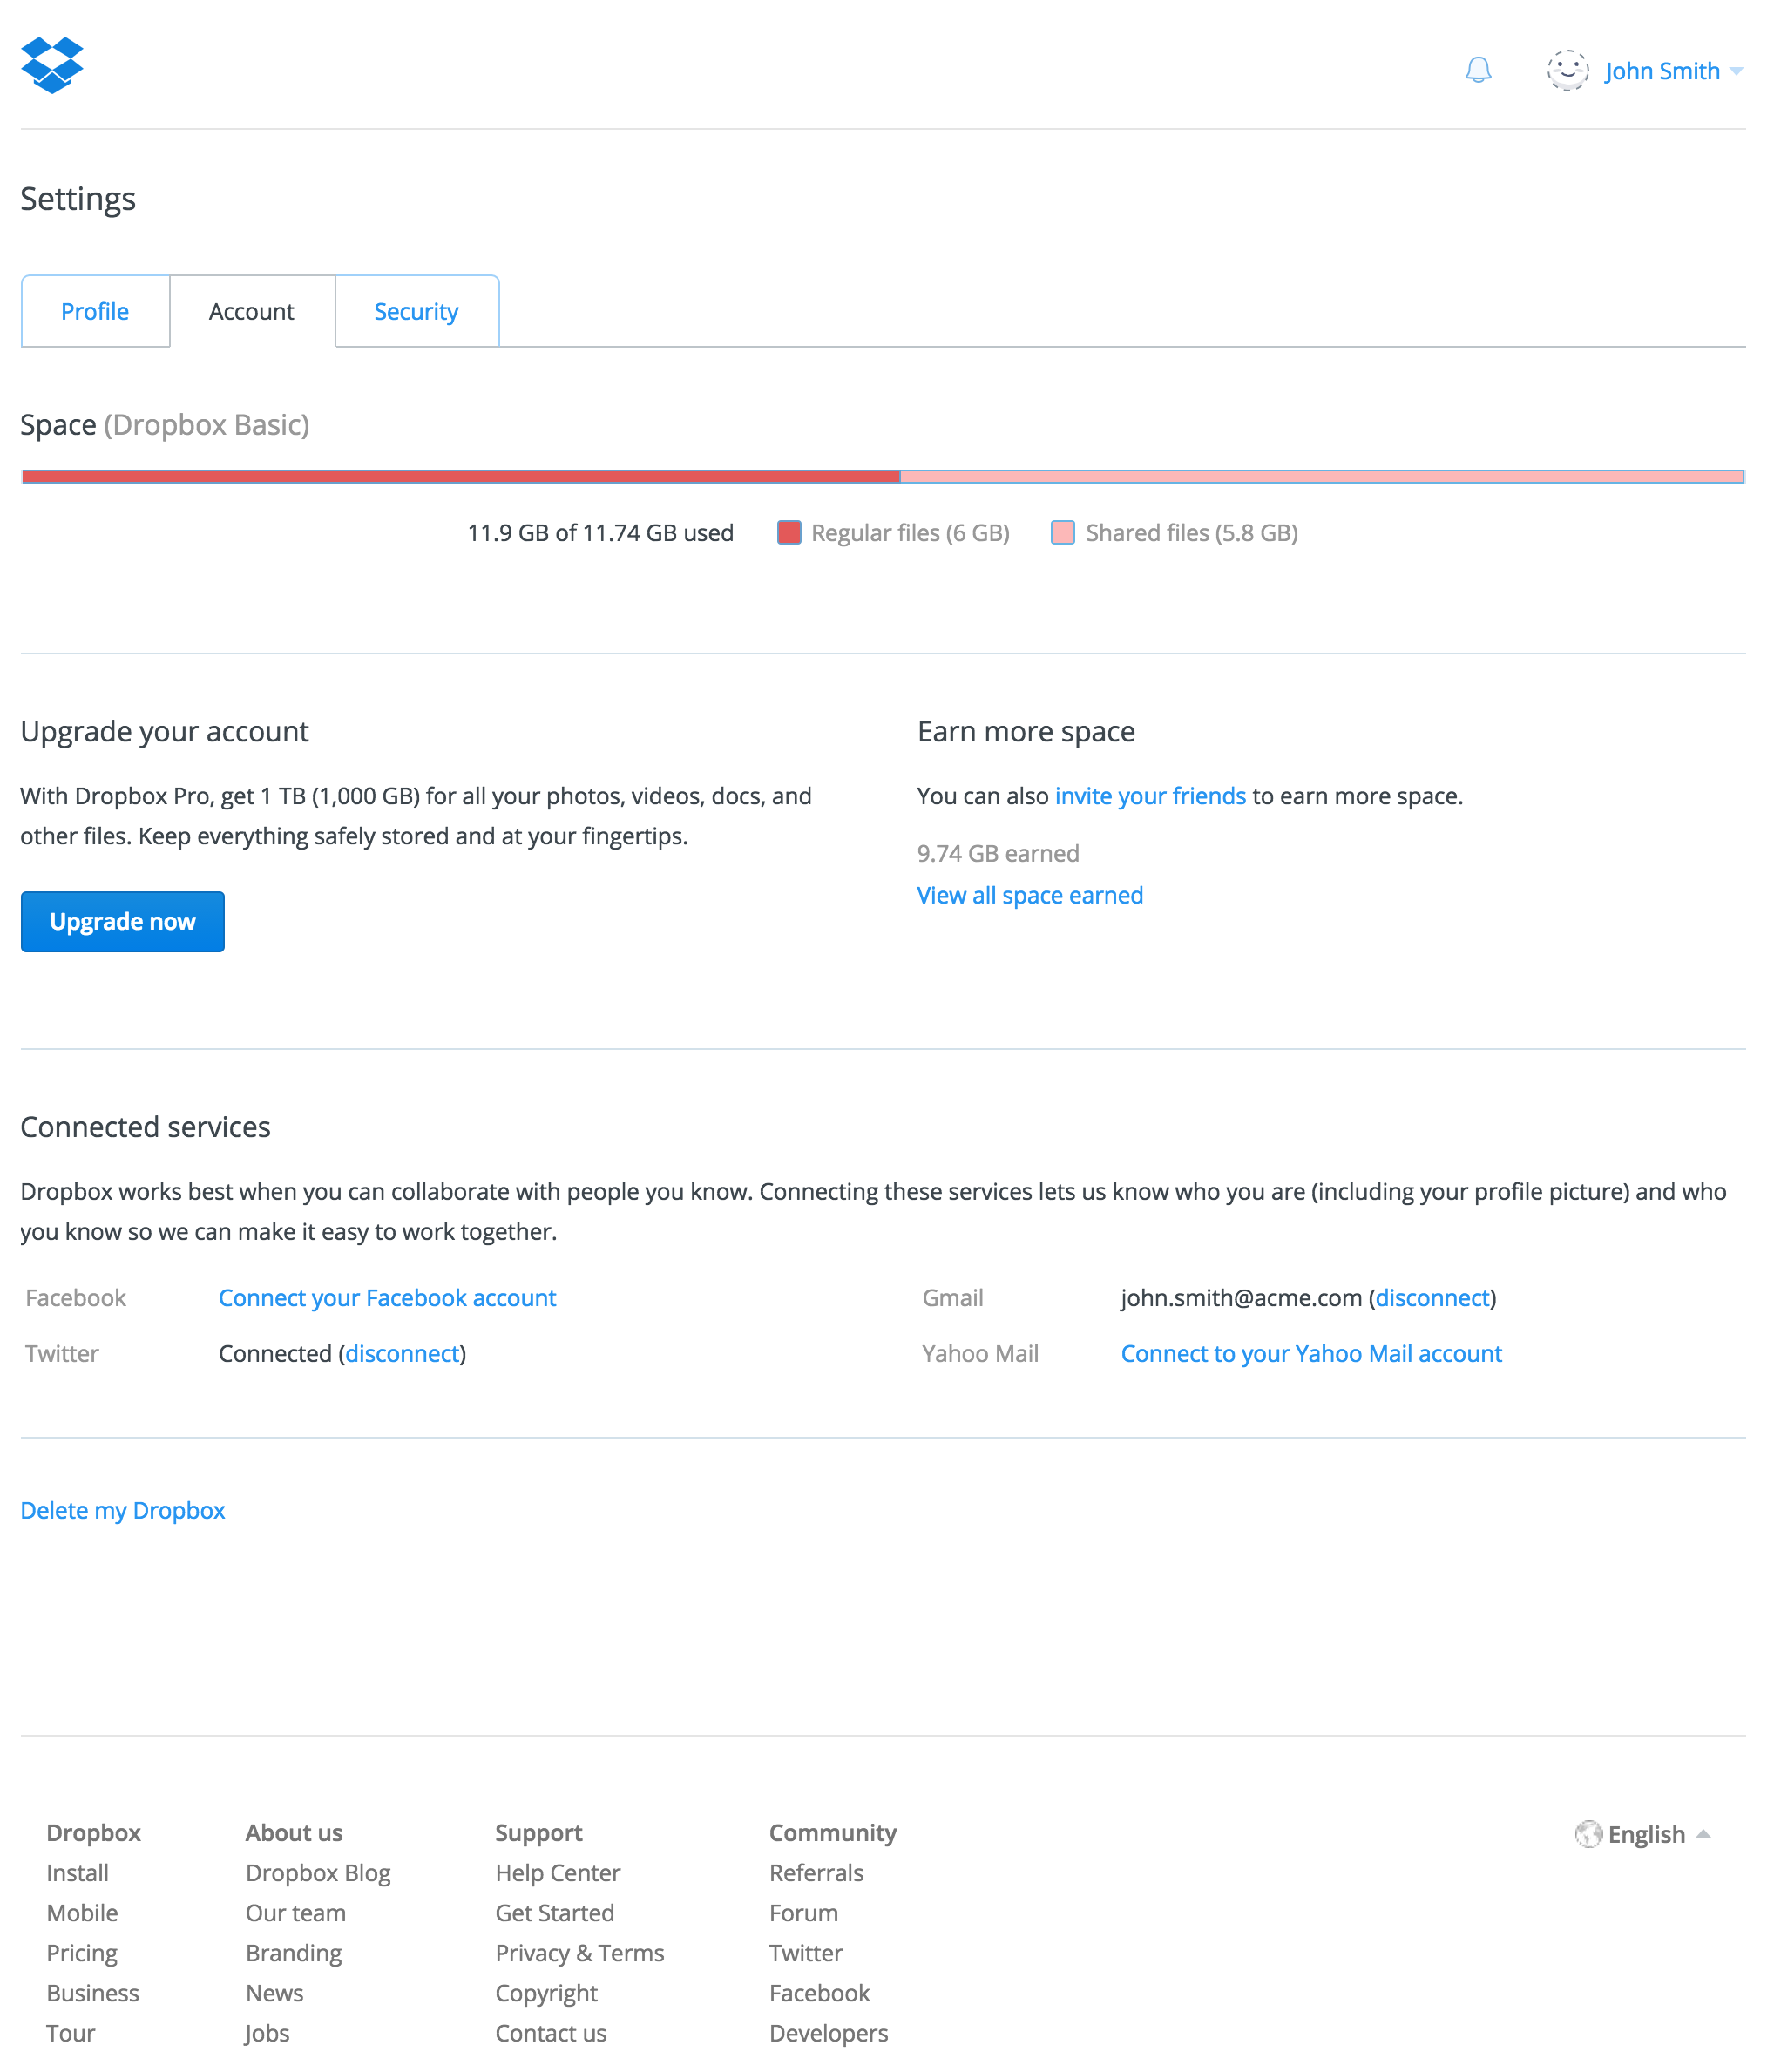 John Smith
Settings
Profile
Account
Security
Space (Dropbox Basic)
11.9 GB of 11.74 GB used
Regular files (6 GB)
Shared files (5.8 GB)
Upgrade your account
With Dropbox Pro, get 1 TB (1,000 GB) for all your photos, videos, docs, and
other files. Keep everything safely stored and at your fingertips.
Upgrade now
Earn more space
You can also invite your friends to earn more space.
9.74 GB earned
View all space earned
Connected services
Dropbox works best when you can collaborate with people you know. Connecting these services lets us know who you are (including your profile picture) and who
you know so we can make it easy to work together.
Facebook
Connect your Facebook account
Gmail
john.smith@acme.com (disconnect)
Twitter
Connected (disconnect)
Yahoo Mail
Connect to your Yahoo Mail account
Delete my Dropbox
Dropbox
Install
Mobile
Pricing
Business
Tour
About us
Dropbox Blog
Our team
Branding
News
Jobs
Support
Help Center
Get Started
Privacy & Terms
Copyright
Contact us
Community
Referrals
Forum
Twitter
Facebook
Developers
English